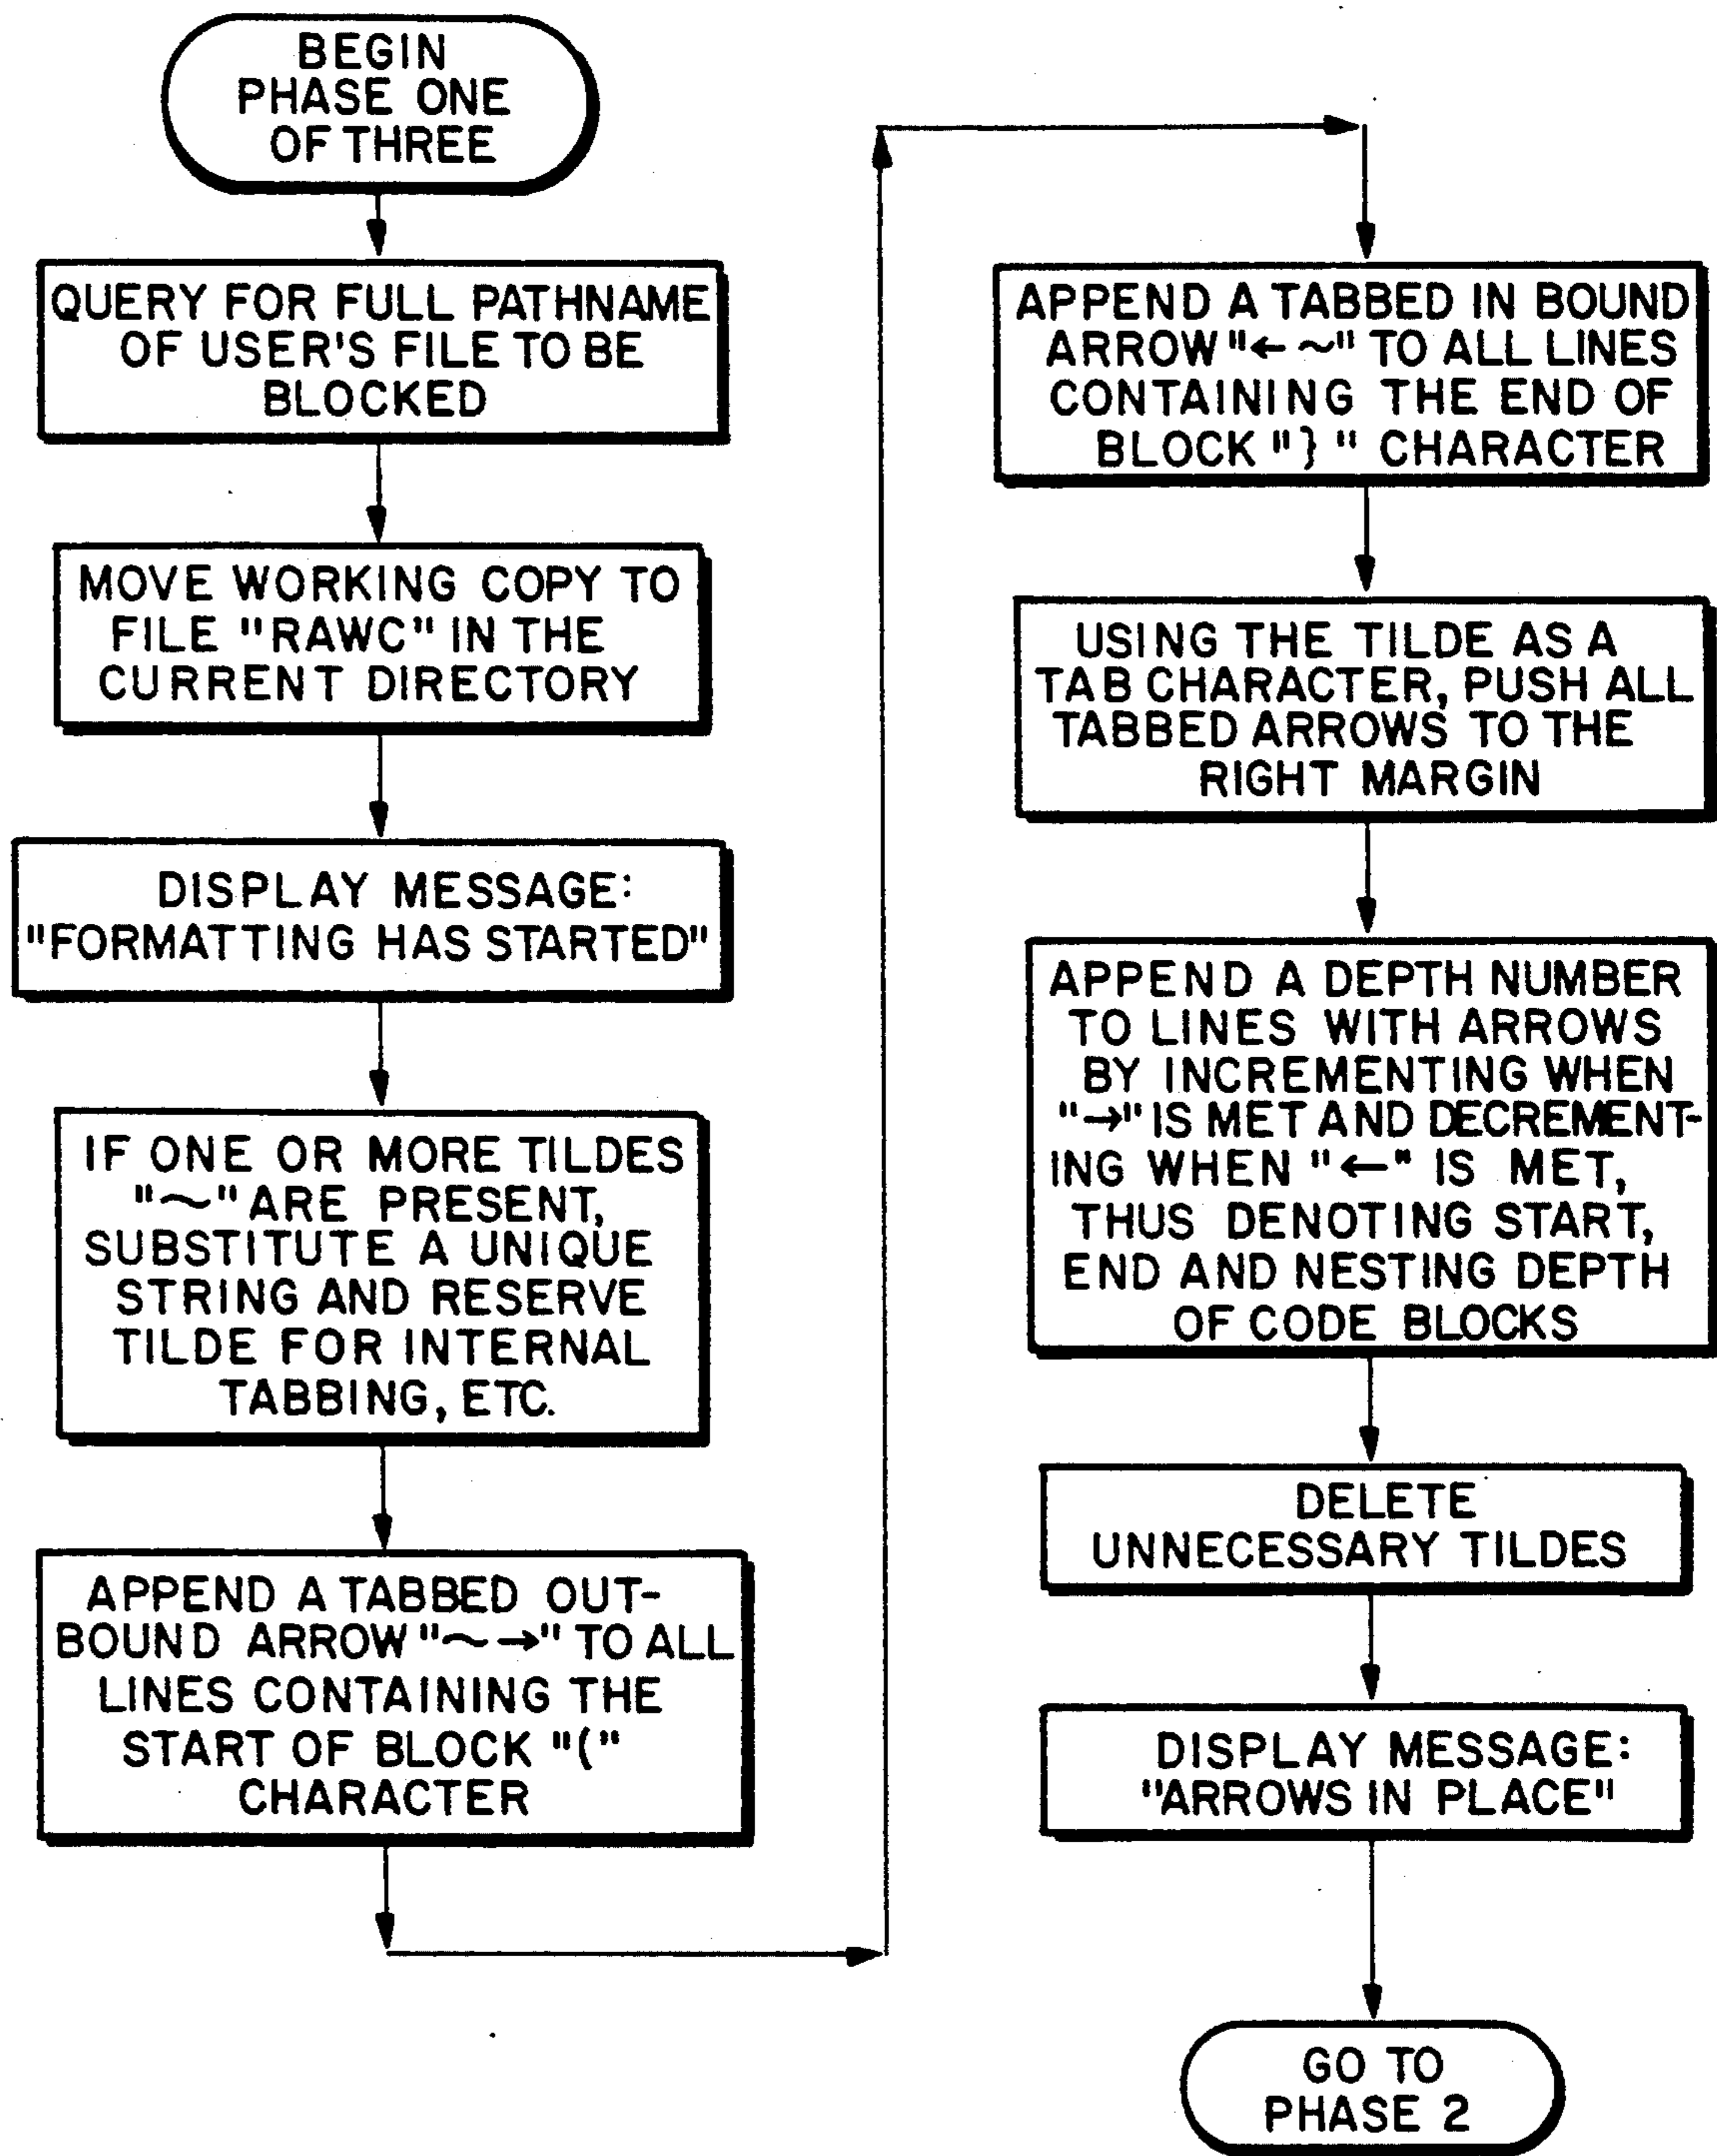 BEGIN
PHASE ONE
OF THREE
QUERY FOR FULL PATHNAME
OF USER'S FILE TO BE
BLOCKED
MOVE WORKING COPY TO
FILE "RAWC" IN THE
CURRENT DIRECTORY
DISPLAY MESSAGE:
"FORMATTING HAS STARTED"
IF ONE OR MORE TILDES
"~" ARE PRESENT,
SUBSTITUTE A UNIQUE
STRING AND RESERVE
TILDE FOR INTERNAL
TABBING, ETC.
APPEND A TABBED OUT-
BOUND ARROW "~→" TO ALL
LINES CONTAINING THE
START OF BLOCK "("
CHARACTER
APPEND A TABBED IN BOUND
ARROW "← ~" TO ALL LINES
CONTAINING THE END OF
BLOCK "} " CHARACTER
USING THE TILDE AS A
TAB CHARACTER, PUSH ALL
TABBED ARROWS TO THE
RIGHT MARGIN
APPEND A DEPTH NUMBER
TO LINES WITH ARROWS
BY INCREMENTING WHEN
"→" IS MET AND DECREMENT-
ING WHEN "←" IS MET,
THUS DENOTING START,
END AND NESTING DEPTH
OF CODE BLOCKS
DELETE
UNNECESSARY TILDES
DISPLAY MESSAGE:
"ARROWS IN PLACE"
GO TO
PHASE 2